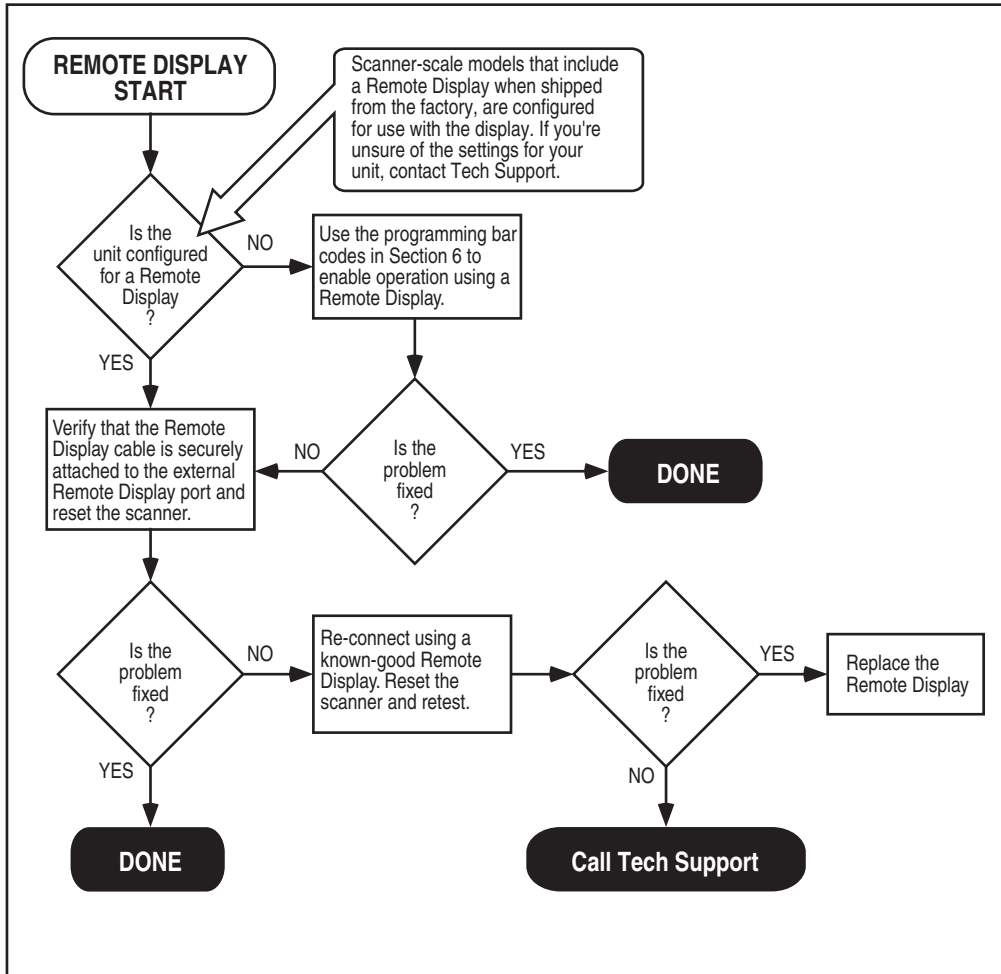 REMOTE DISPLAY
START
Scanner-scale models that include
a Remote Display when shipped
from the factory, are configured
for use with the display. If you're
unsure of the settings for your
unit, contact Tech Support.
Is the
unit configured
for a Remote
Display
?
NO
Use the programming bar
codes in Section 6 to
enable operation using a
Remote Display.
YES
Verify that the Remote
Display cable is securely
attached to the external
Remote Display port and
reset the scanner.
NO
Is the
problem
fixed
?
YES
DONE
Is the
problem
fixed
?
NO
Re-connect using a
known-good Remote
Display. Reset the
scanner and retest.
Is the
problem
fixed
?
YES
Replace the
Remote Display
YES
NO
DONE
Call Tech Support